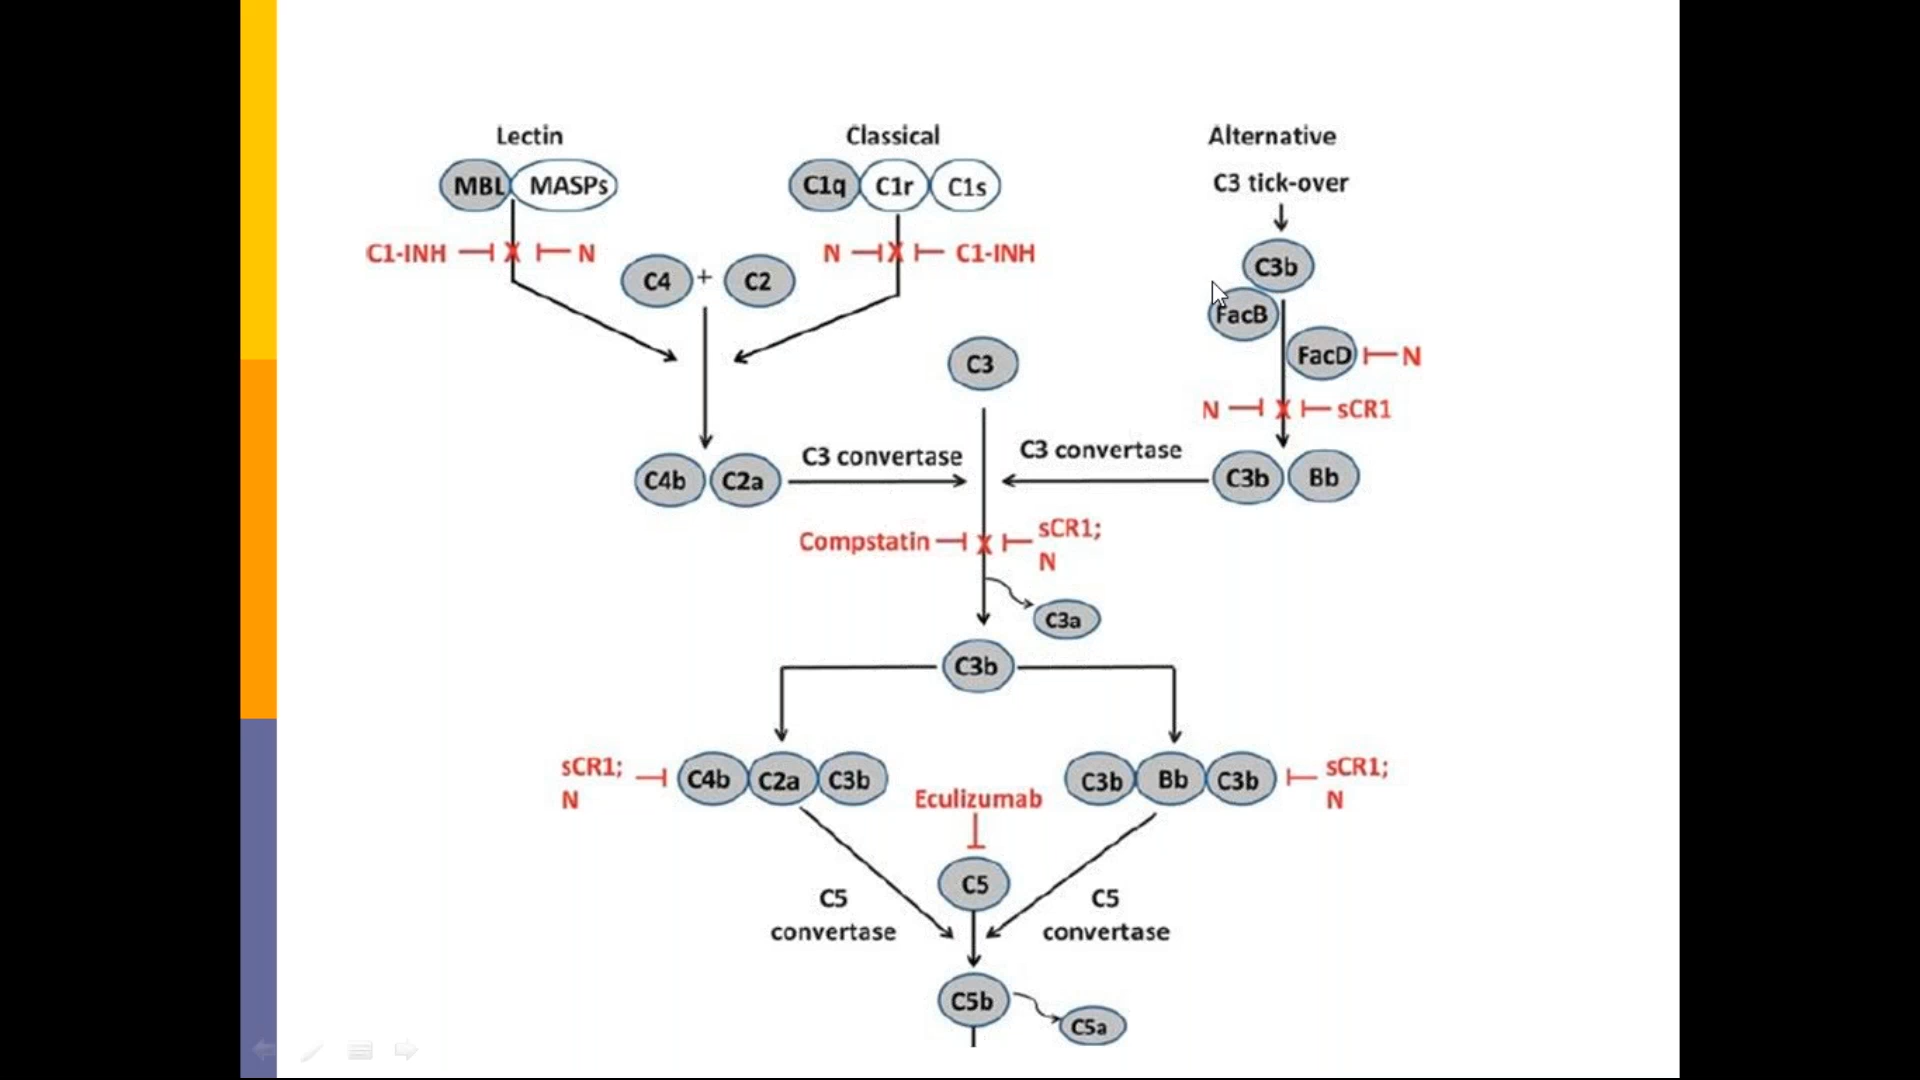 Lectin
Classical
Alternative
MBL MASPs
C1q C1r C1s
C3 tick-over
C1-INH N
N C1-INH
C4 + C2
C3b
FacB
FacD N
C3
N sCR1
C4b C2a
C3 convertase
C3 convertase
C3b Bb
Compstatin
sCR1;
N
C3a
C3b
sCR1;
N
C4b C2a C3b
Eculizumab
C3b Bb C3b
sCR1;
N
C5
C5
convertase
C5
convertase
C5b
C5a